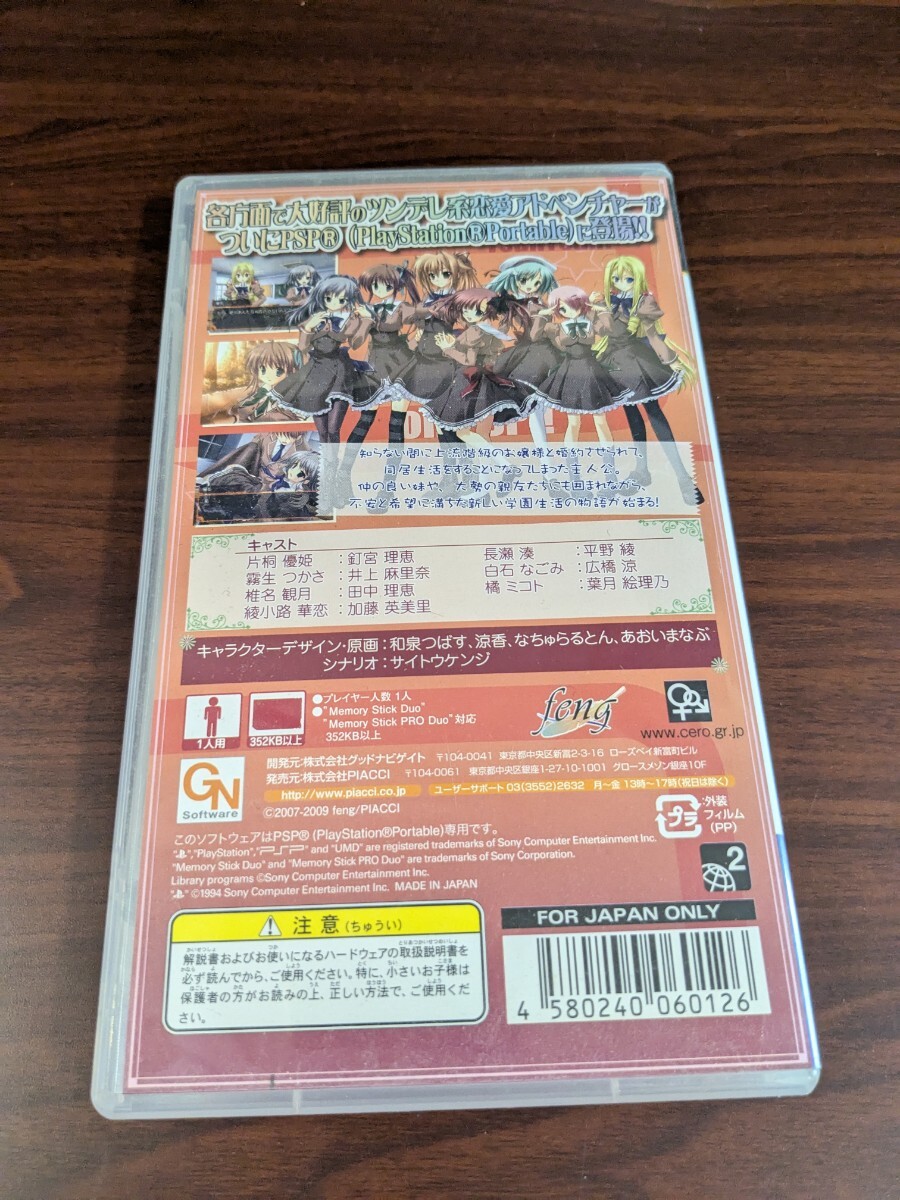 各方面で大好評のツンデレ系恋愛アドベンチャーが
ついにPSP® (PlayStation®Portable)に登場!!
知らない間に上流階級のお嬢様と婚約させられて、
同居生活をすることになってしまった主人公。
仲の良い妹や、大勢の親友たちにも囲まれながら、
不安と希望に満ちた新しい学園生活の物語が始まる!
キャスト
片桐 優姫 :釘宮 理恵
霧生 つかさ:井上 麻里奈
椎名 観月 :田中 理恵
綾小路 華恋:加藤 英美里
長瀬 湊 :平野 綾
白石 なごみ:広橋 涼
橘 ミコト :葉月 絵理乃
キャラクターデザイン・原画:和泉つばす、涼香、なちゅらるとん、あおいまなぶ
シナリオ:サイトウケンジ
1人用
352KB以上
●プレイヤー人数 1人
●"Memory Stick Duo"
"Memory Stick PRO Duo"対応
352KB以上
feng
www.cero.gr.jp
GN
Software
開発元:株式会社グッドナビゲイト 〒104-0041 東京都中央区新富2-3-16 ローズベイ新富町ビル
発売元:株式会社PIACCI 〒104-0061 東京都中央区銀座1-27-10-1001 グロースメゾン銀座10F
http://www.piacci.co.jp ユーザーサポート 03(3552)2632 月～金 13時～17時(祝日は除く)
©2007-2009 feng/PIACCI
プラ
:外装
フィルム
(PP)
このソフトウェアはPSP® (PlayStation®Portable)専用です。
" ", "PlayStation", "PSP" and "UMD" are registered trademarks of Sony Computer Entertainment Inc.
"Memory Stick Duo" and "Memory Stick PRO Duo" are trademarks of Sony Corporation.
Library programs ©Sony Computer Entertainment Inc.
" " ©1994 Sony Computer Entertainment Inc. MADE IN JAPAN
2
注意(ちゅうい)
解説書およびお使いになるハードウェアの取扱説明書を
必ず読んでから、ご使用ください。特に、小さいお子様は
保護者の方がお読みの上、正しい方法で、ご使用くだ
さい。
FOR JAPAN ONLY
4 580240 060126